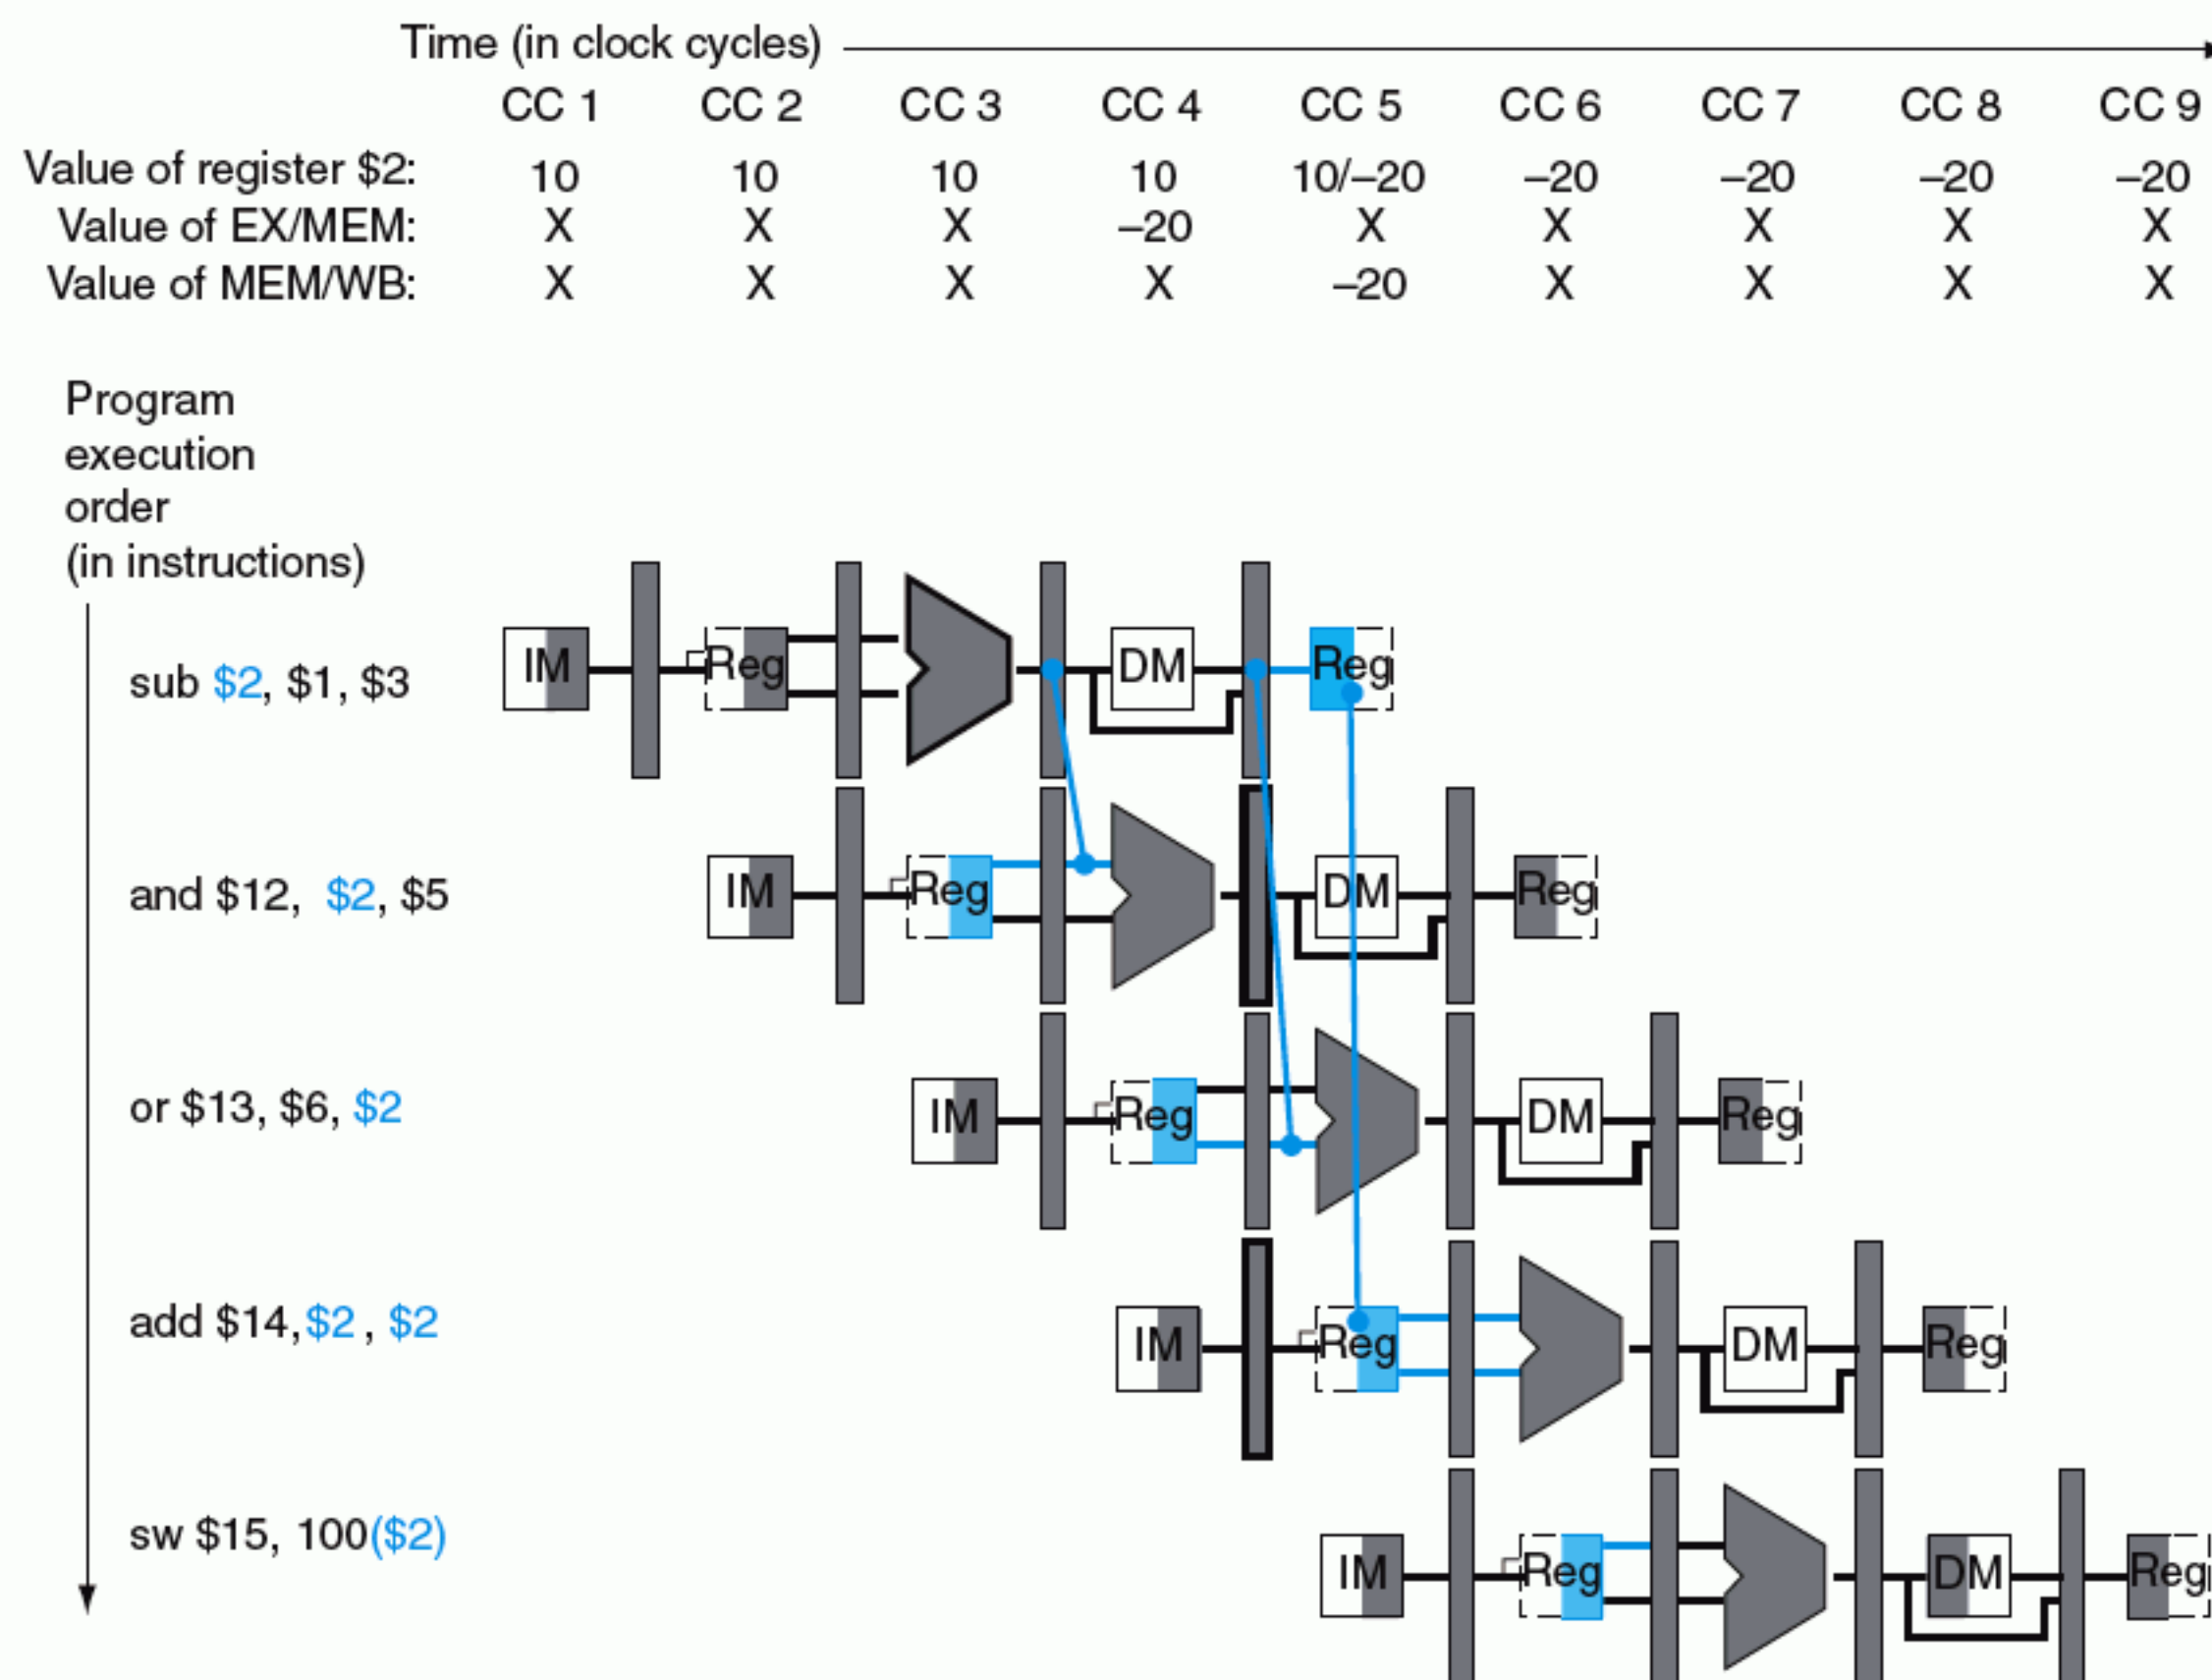 Time (in clock cycles)
CC 1 CC 2 CC 3 CC 4 CC 5 CC 6 CC 7 CC 8 CC 9
Value of register $2: 10 10 10 10 10/–20 –20 –20 –20 –20
Value of EX/MEM: X X X –20 X X X X X
Value of MEM/WB: X X X X –20 X X X X
Program
execution
order
(in instructions)
sub $2, $1, $3
IM Reg DM Reg
and $12, $2, $5
IM Reg DM Reg
or $13, $6, $2
IM Reg DM Reg
add $14,$2 , $2
IM Reg DM Reg
sw $15, 100($2)
IM Reg DM Reg